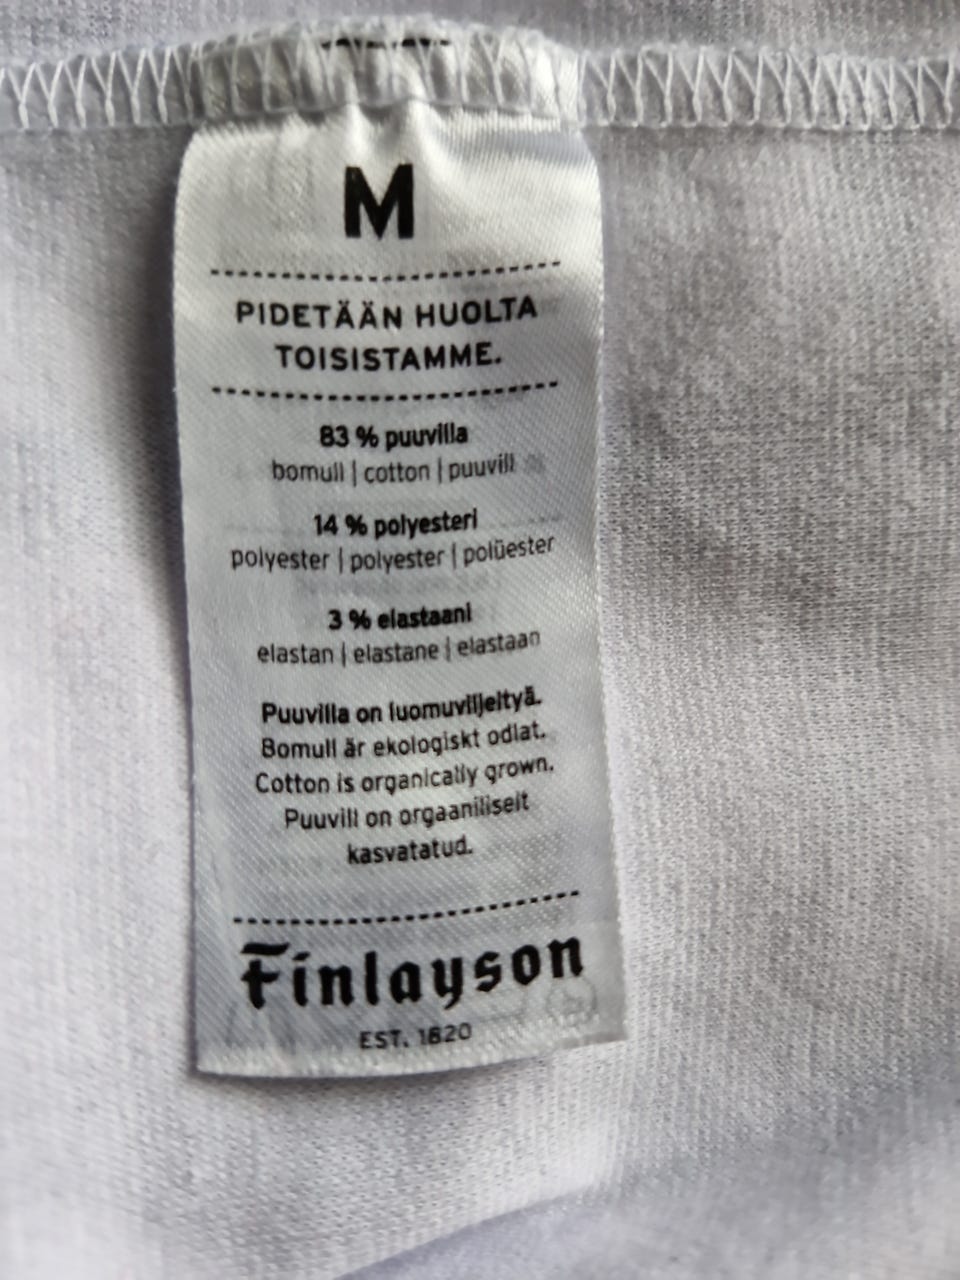 M
PIDETÄÄN HUOLTA
TOISISTAMME.
83 % puuvilla
bomull | cotton | puuvill
14 % polyesteri
polyester | polyester | polüester
3 % elastaani
elastan | elastane | elastaan
Puuvilla on luomuviljeltyä.
Bomull är ekologiskt odlat.
Cotton is organically grown.
Puuvill on orgaaniliselt
kasvatatud.
Finlayson
EST. 1820